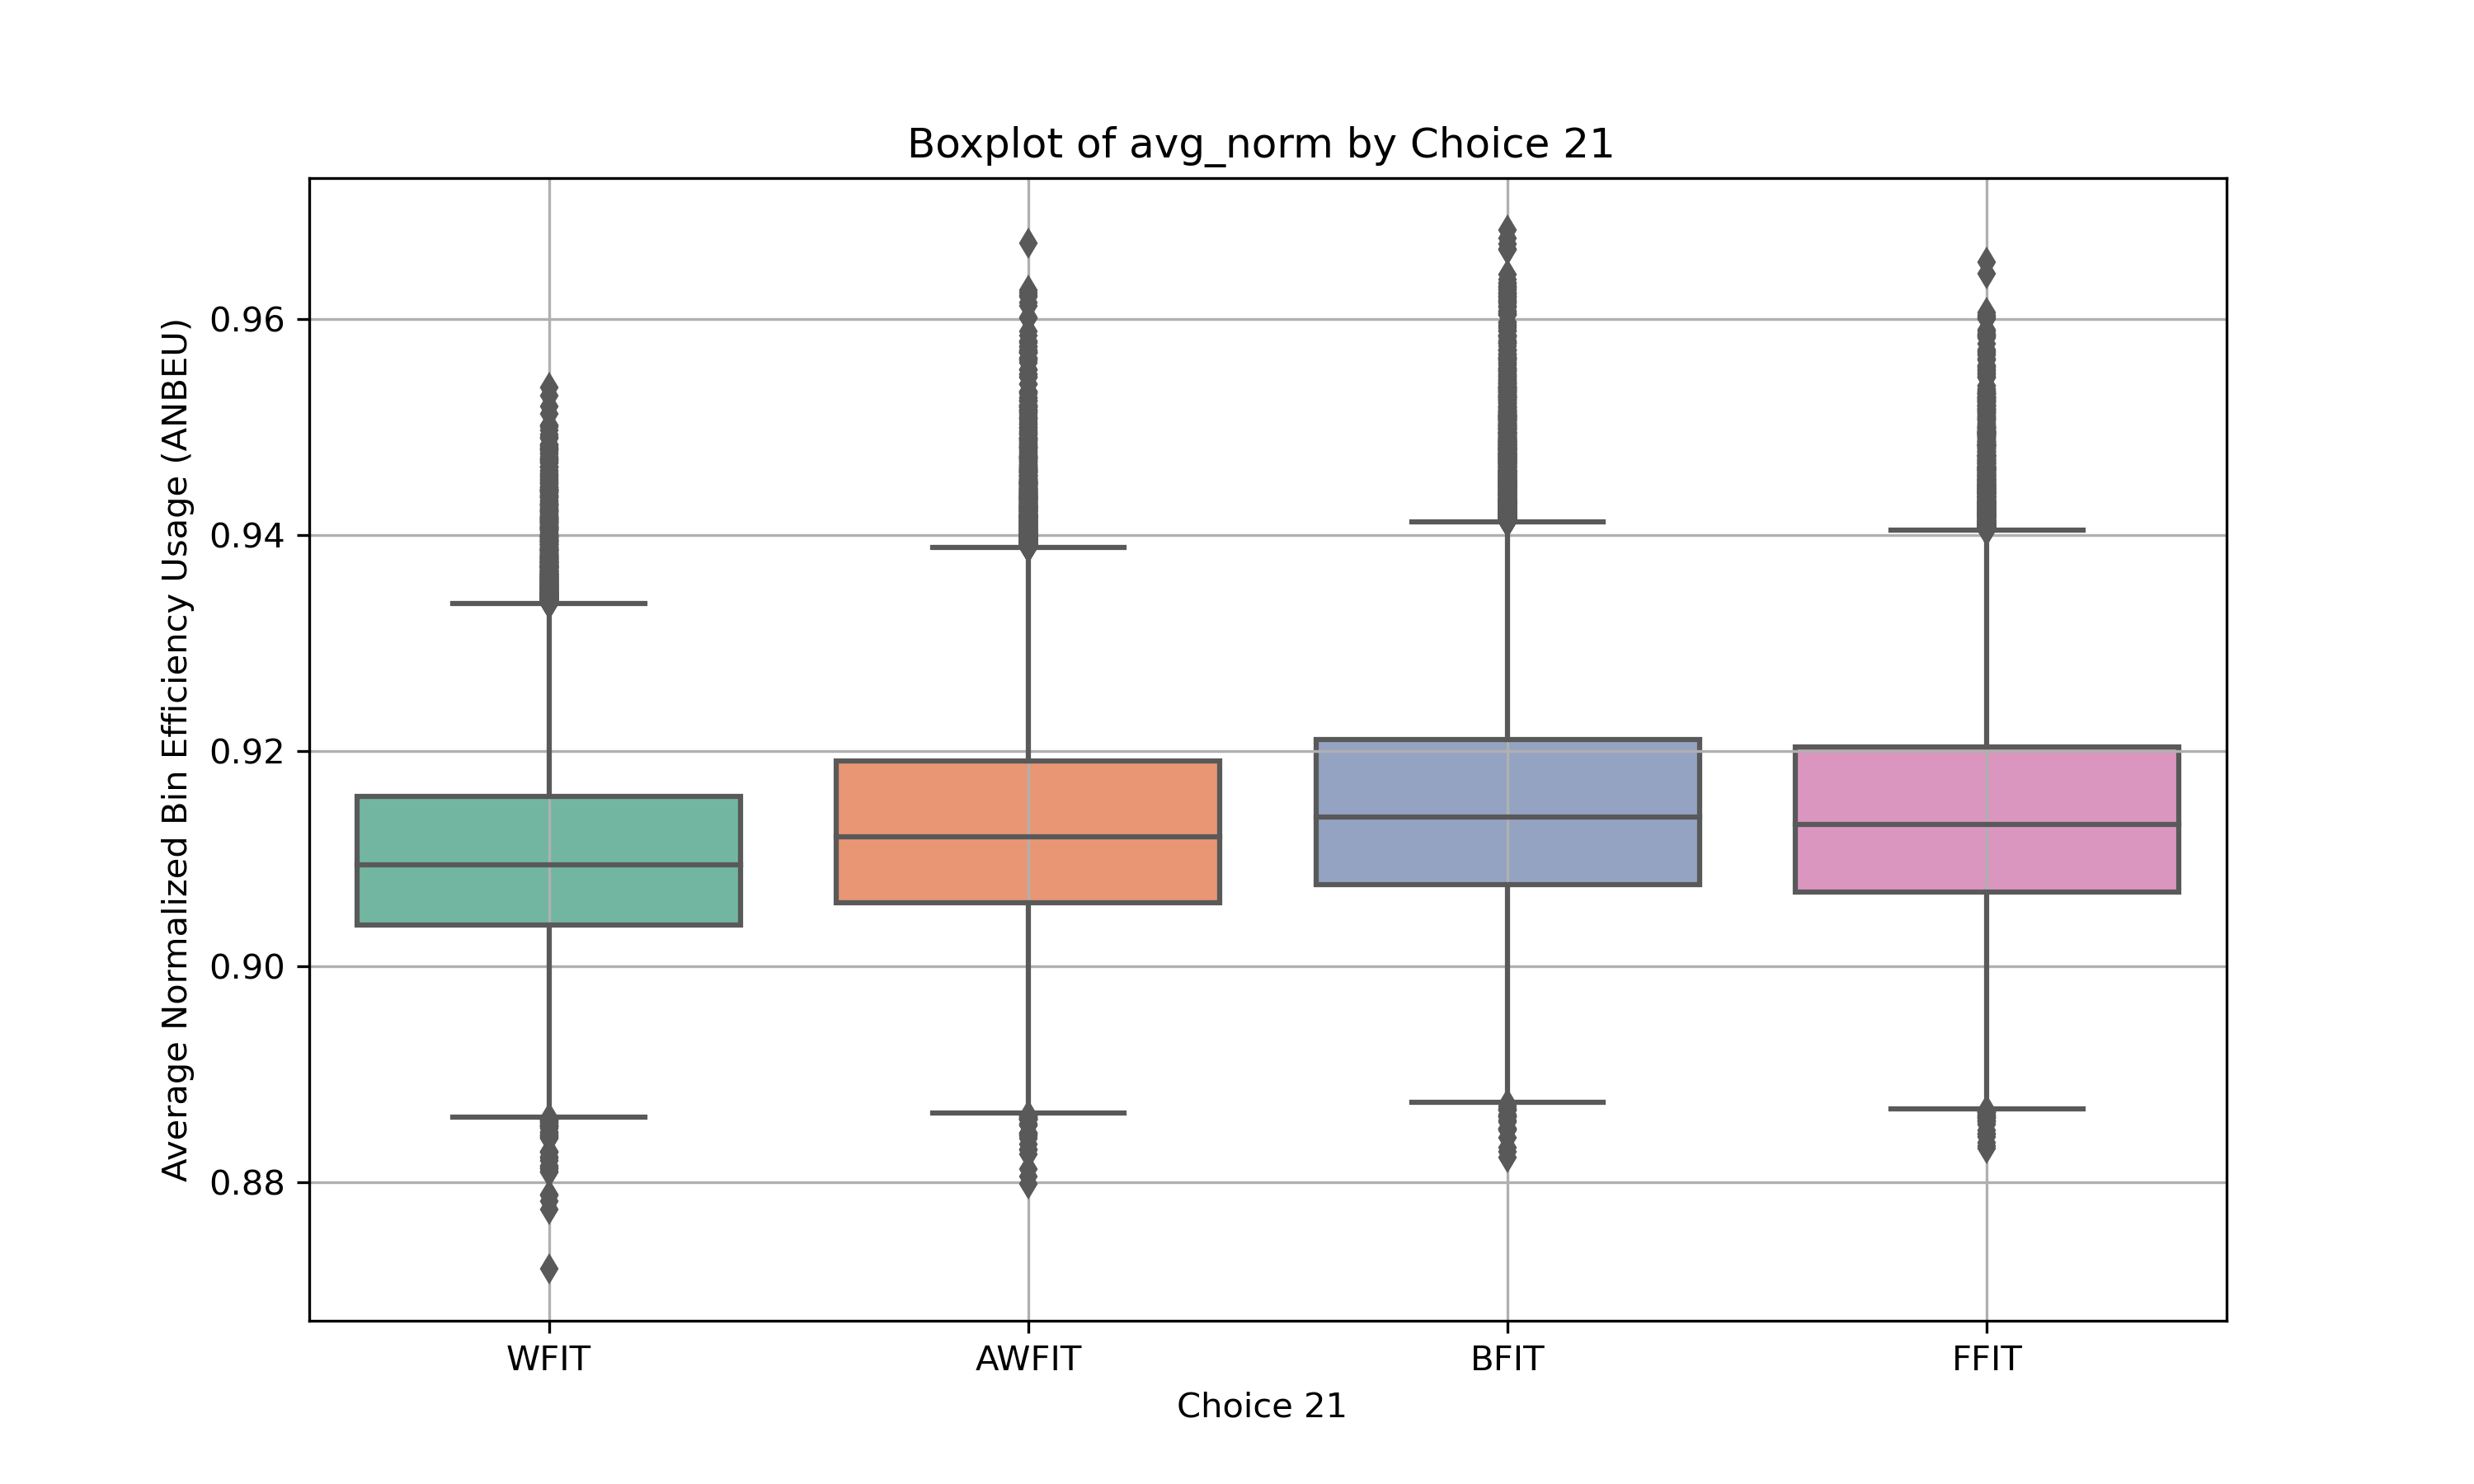 Boxplot of avg_norm by Choice 21
Average Normalized Bin Efficiency Usage (ANBEU)
0.96
0.94
0.92
0.90
0.88
WFIT AWFIT BFIT FFIT
Choice 21